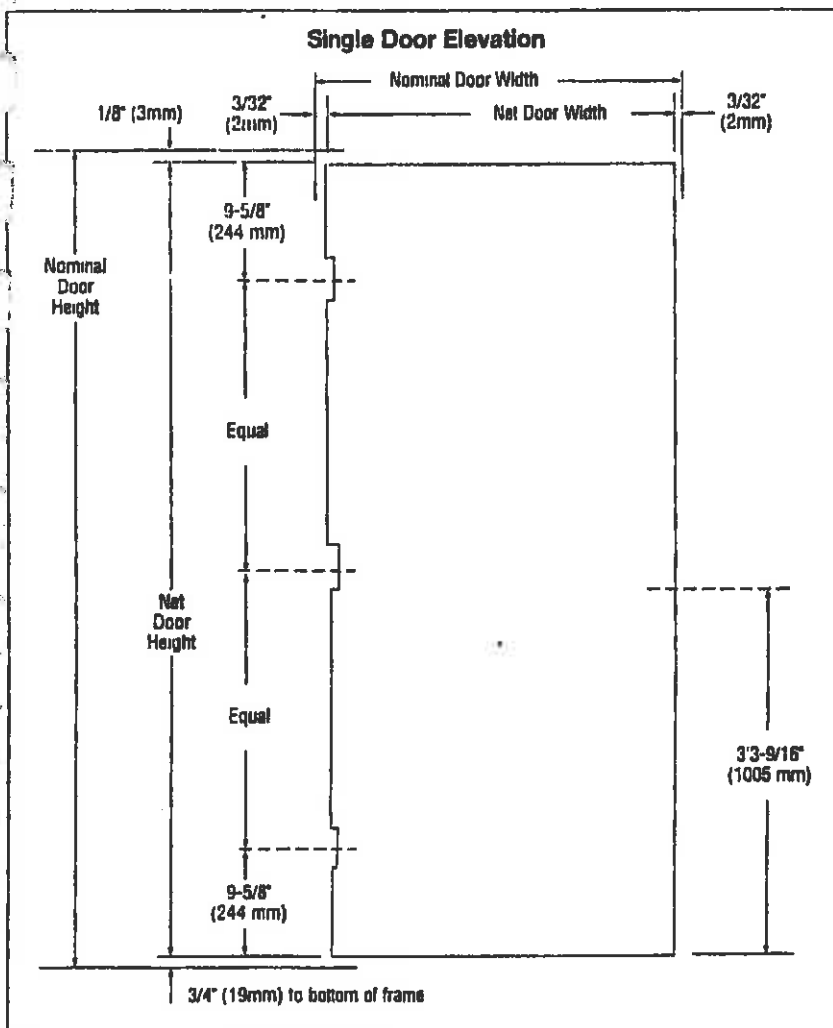 Single Door Elevation
Nominal Door Width
1/8" (3mm)
3/32"
(2mm)
Net Door Width
3/32"
(2mm)
9-5/8"
(244 mm)
Nominal
Door
Height
Equal
Net
Door
Height
Equal
3'3-9/16"
(1005 mm)
9-5/8"
(244 mm)
3/4" (19mm) to bottom of frame